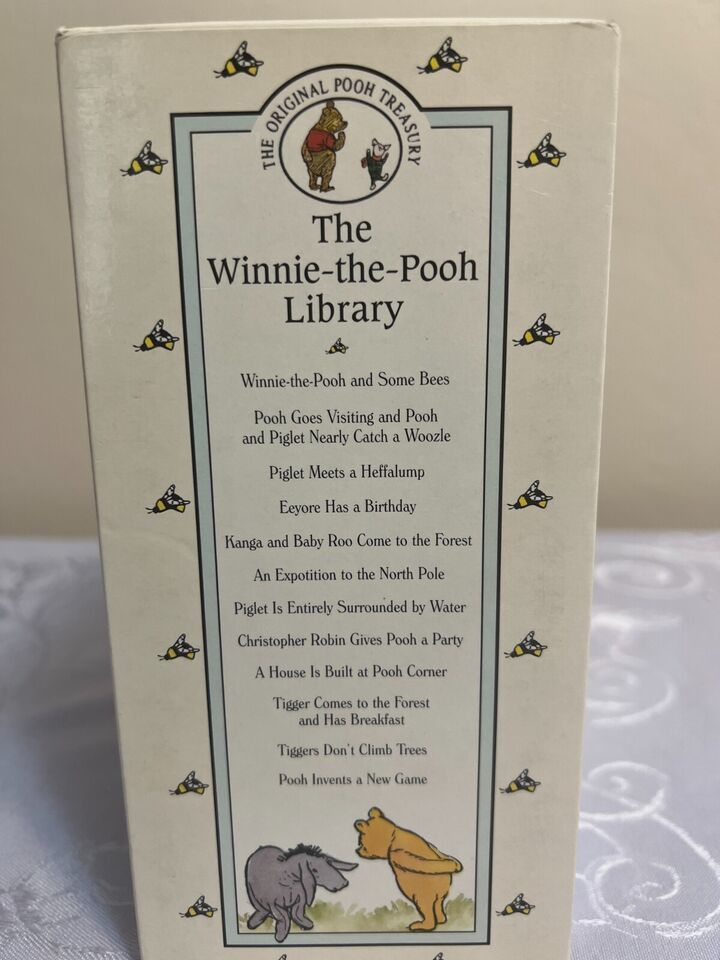 THE ORIGINAL POOH TREASURY
The
Winnie-the-Pooh
Library
Winnie-the-Pooh and Some Bees
Pooh Goes Visiting and Pooh
and Piglet Nearly Catch a Woozle
Piglet Meets a Heffalump
Eeyore Has a Birthday
Kanga and Baby Roo Come to the Forest
An Expotition to the North Pole
Piglet Is Entirely Surrounded by Water
Christopher Robin Gives Pooh a Party
A House Is Built at Pooh Corner
Tigger Comes to the Forest
and Has Breakfast
Tiggers Don't Climb Trees
Pooh Invents a New Game